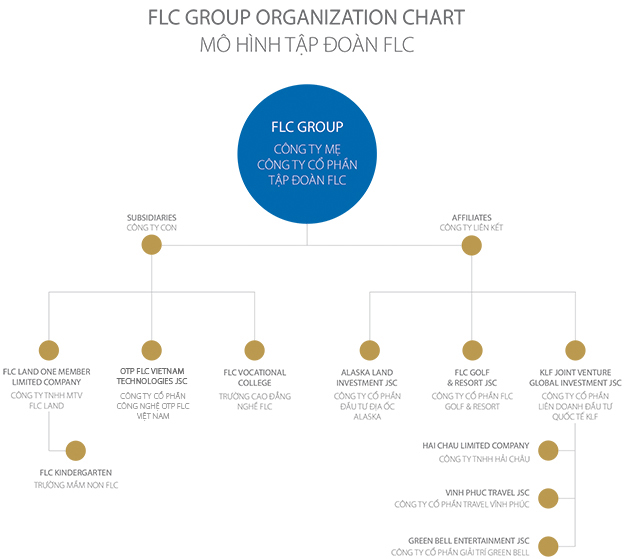 FLC GROUP ORGANIZATION CHART
MÔ HÌNH TẬP ĐOÀN FLC
FLC GROUP
CÔNG TY MẸ
CÔNG TY CỔ PHẦN
TẬP ĐOÀN FLC
SUBSIDIARIES
CÔNG TY CON
AFFILIATES
CÔNG TY LIÊN KẾT
FLC LAND ONE MEMBER
LIMITED COMPANY
CÔNG TY TNHH MTV
FLC LAND
OTP FLC VIETNAM
TECHNOLOGIES JSC
CÔNG TY CỔ PHẦN
CÔNG NGHỆ OTP FLC
VIỆT NAM
FLC VOCATIONAL
COLLEGE
TRƯỜNG CAO ĐẲNG
NGHỀ FLC
ALASKA LAND
INVESTMENT JSC
CÔNG TY CỔ PHẦN
ĐẦU TƯ ĐỊA ỐC
ALASKA
FLC GOLF
& RESORT JSC
CÔNG TY CỔ PHẦN FLC
GOLF & RESORT
KLF JOINT VENTURE
GLOBAL INVESTMENT JSC
CÔNG TY CỔ PHẦN
LIÊN DOANH ĐẦU TƯ
QUỐC TẾ KLF
FLC KINDERGARTEN
TRƯỜNG MẦM NON FLC
HAI CHAU LIMITED COMPANY
CÔNG TY TNHH HẢI CHÂU
VINH PHUC TRAVEL JSC
CÔNG TY CỔ PHẦN TRAVEL VĨNH PHÚC
GREEN BELL ENTERTAINMENT JSC
CÔNG TY CỔ PHẦN GIẢI TRÍ GREEN BELL